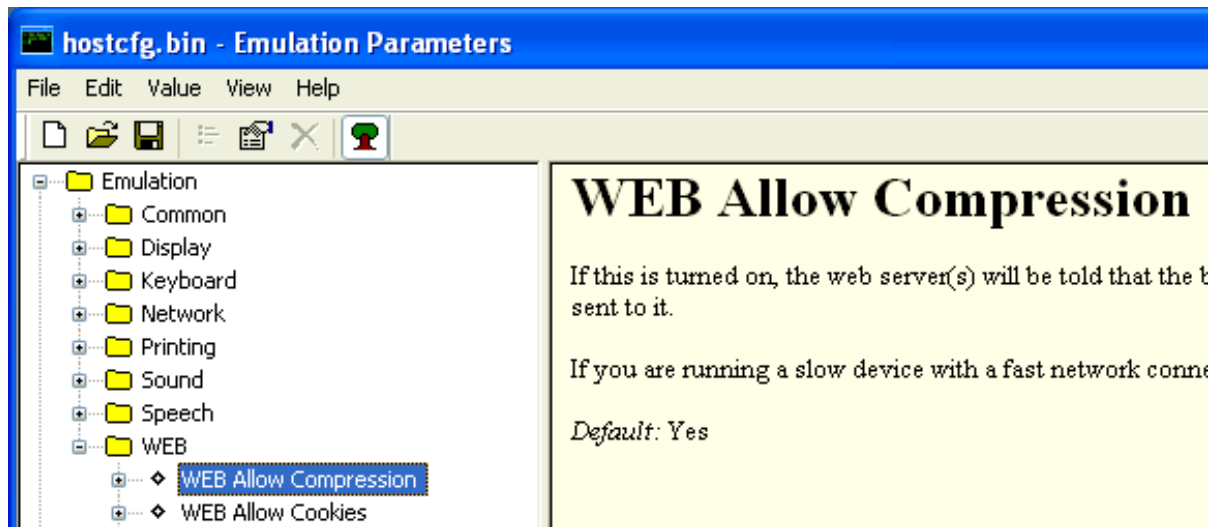 hostcfg.bin - Emulation Parameters
File Edit Value View Help
Emulation
Common
Display
Keyboard
Network
Printing
Sound
Speech
WEB
WEB Allow Compression
WEB Allow Cookies
WEB Allow Compression
If this is turned on, the web server(s) will be told that the
sent to it.
If you are running a slow device with a fast network
Default: Yes